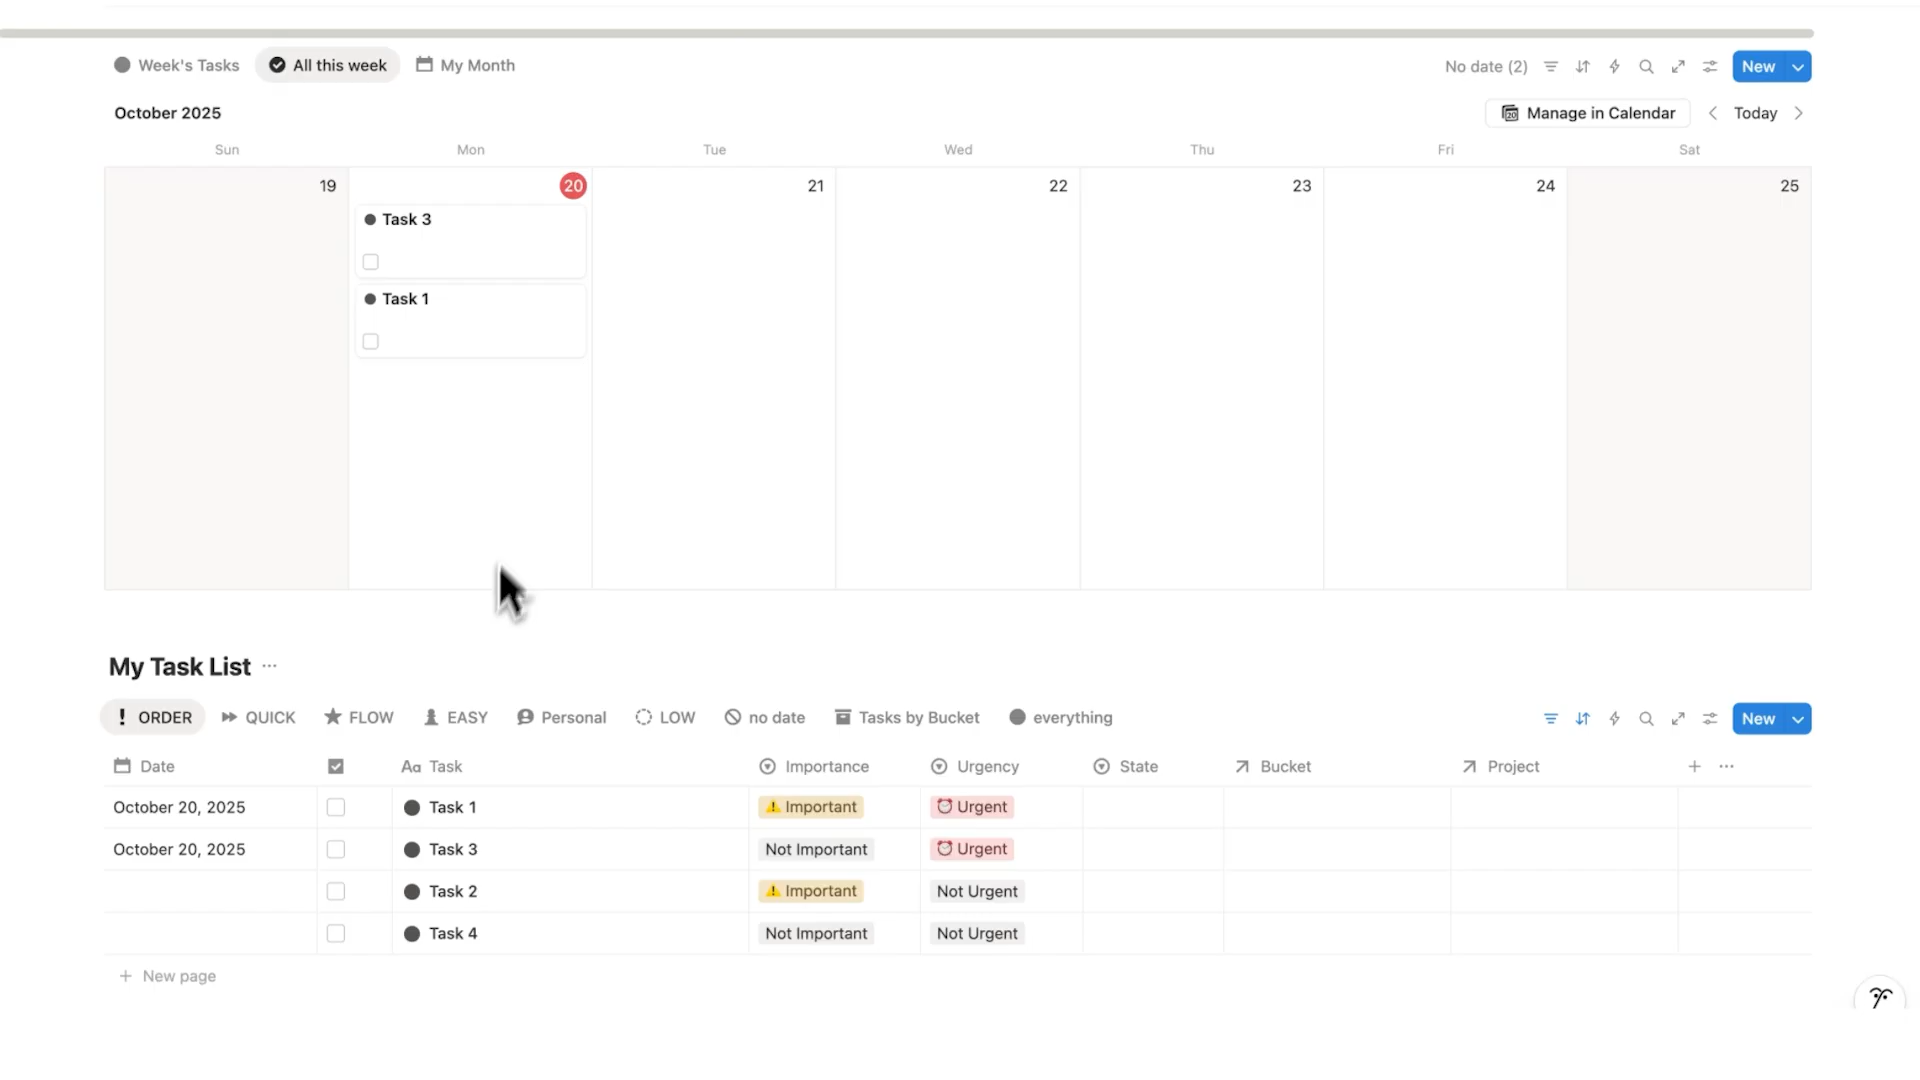 Week's Tasks All this week My Month No date (2) New
October 2025 Manage in Calendar Today
Sun Mon Tue Wed Thu Fri Sat
19 20 21 22 23 24 25
Task 3
Task 1
My Task List
ORDER QUICK FLOW EASY Personal LOW no date Tasks by Bucket everything New
Date Aa Task Importance Urgency State Bucket Project
October 20, 2025 Task 1 Important Urgent
October 20, 2025 Task 3 Not Important Urgent
Task 2 Important Not Urgent
Task 4 Not Important Not Urgent
+ New page